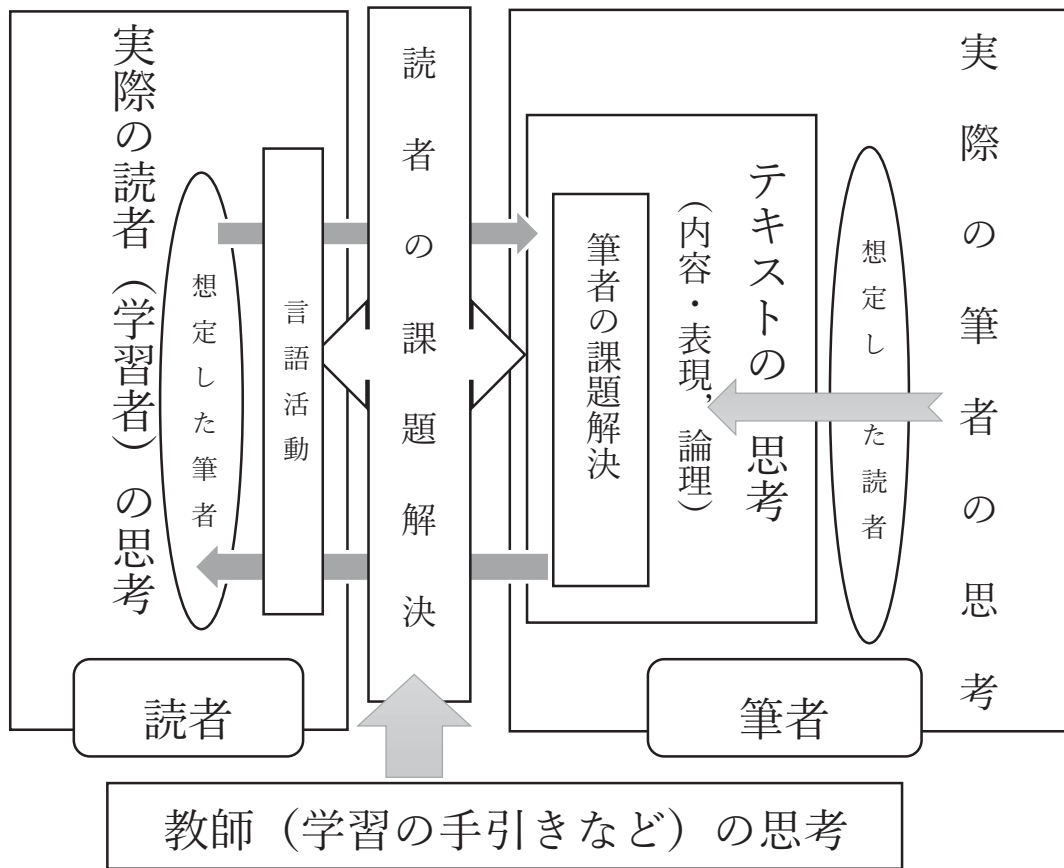 実際の筆者の思考
想定した読者
テキストの思考
（内容・表現，論理）
筆者の課題解決
筆者
読者の課題解決
言語活動
想定した筆者
実際の読者（学習者）の思考
読者
教師（学習の手引きなど）の思考